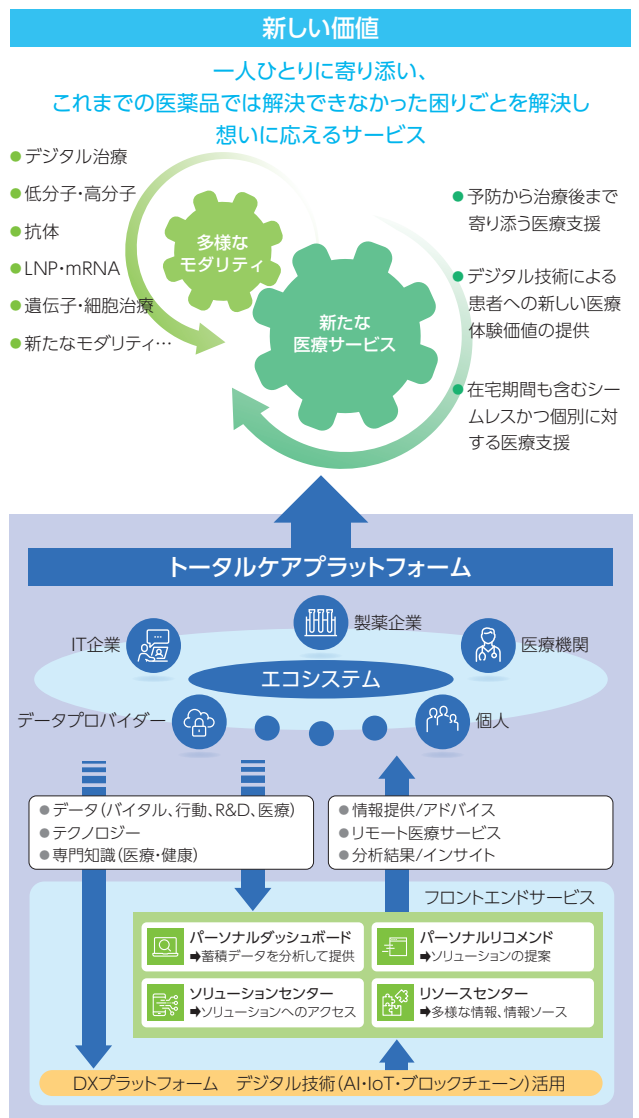 新しい価値
一人ひとりに寄り添い、
これまでの医薬品では解決できなかった困りごとを解決し
想いに応えるサービス
●デジタル治療
●低分子・高分子
●抗体
●LNP・mRNA
●遺伝子・細胞治療
●新たなモダリティ…
多様な
モダリティ
新たな
医療サービス
●予防から治療後まで
寄り添う医療支援
●デジタル技術による
患者への新しい医療
体験価値の提供
●在宅期間も含むシー
ムレスかつ個別に対
する医療支援
トータルケアプラットフォーム
IT企業
製薬企業
医療機関
エコシステム
データプロバイダー
個人
●データ(バイタル、行動、R&D、医療)
●テクノロジー
●専門知識(医療・健康)
●情報提供/アドバイス
●リモート医療サービス
●分析結果/インサイト
フロントエンドサービス
パーソナルダッシュボード
➡蓄積データを分析して提供
パーソナルリコメンド
➡ソリューションの提案
ソリューションセンター
➡ソリューションへのアクセス
リソースセンター
➡多様な情報、情報ソース
DXプラットフォーム　デジタル技術(AI・IoT・ブロックチェーン)活用